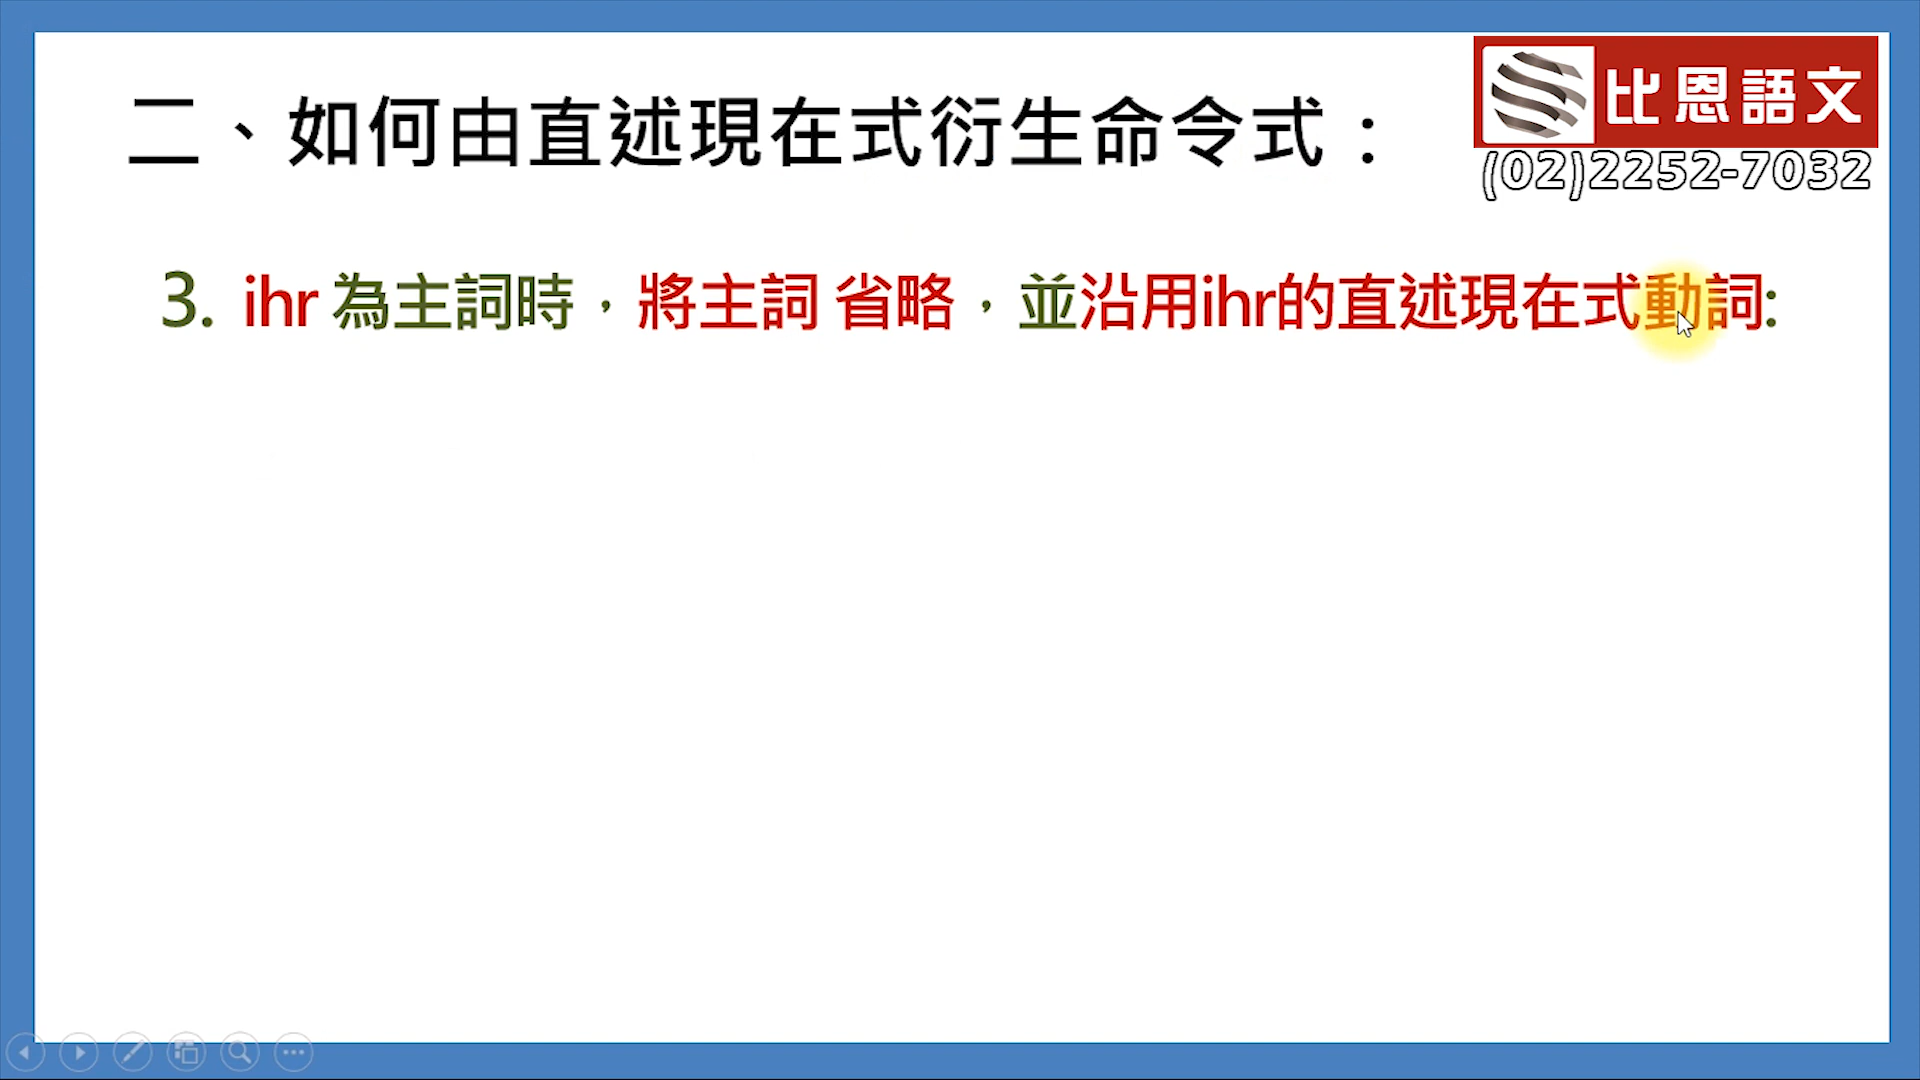 二、如何由直述現在式衍生命令式：
比恩語文
(02)2252-7032
3. ihr 為主詞時，將主詞 省略，並沿用ihr的直述現在式動詞: